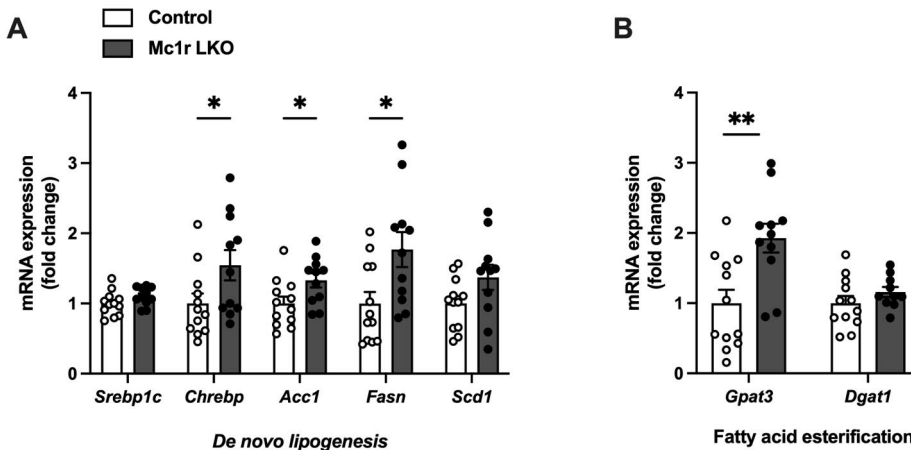 A
Control
Mc1r LKO
mRNA expression
(fold change)
4
3
2
1
0
*
*
*
Srebp1c
Chrebp
Acc1
Fasn
Scd1
De novo lipogenesis
B
mRNA expression
(fold change)
4
3
2
1
0
**
Gpat3
Dgat1
Fatty acid esterification